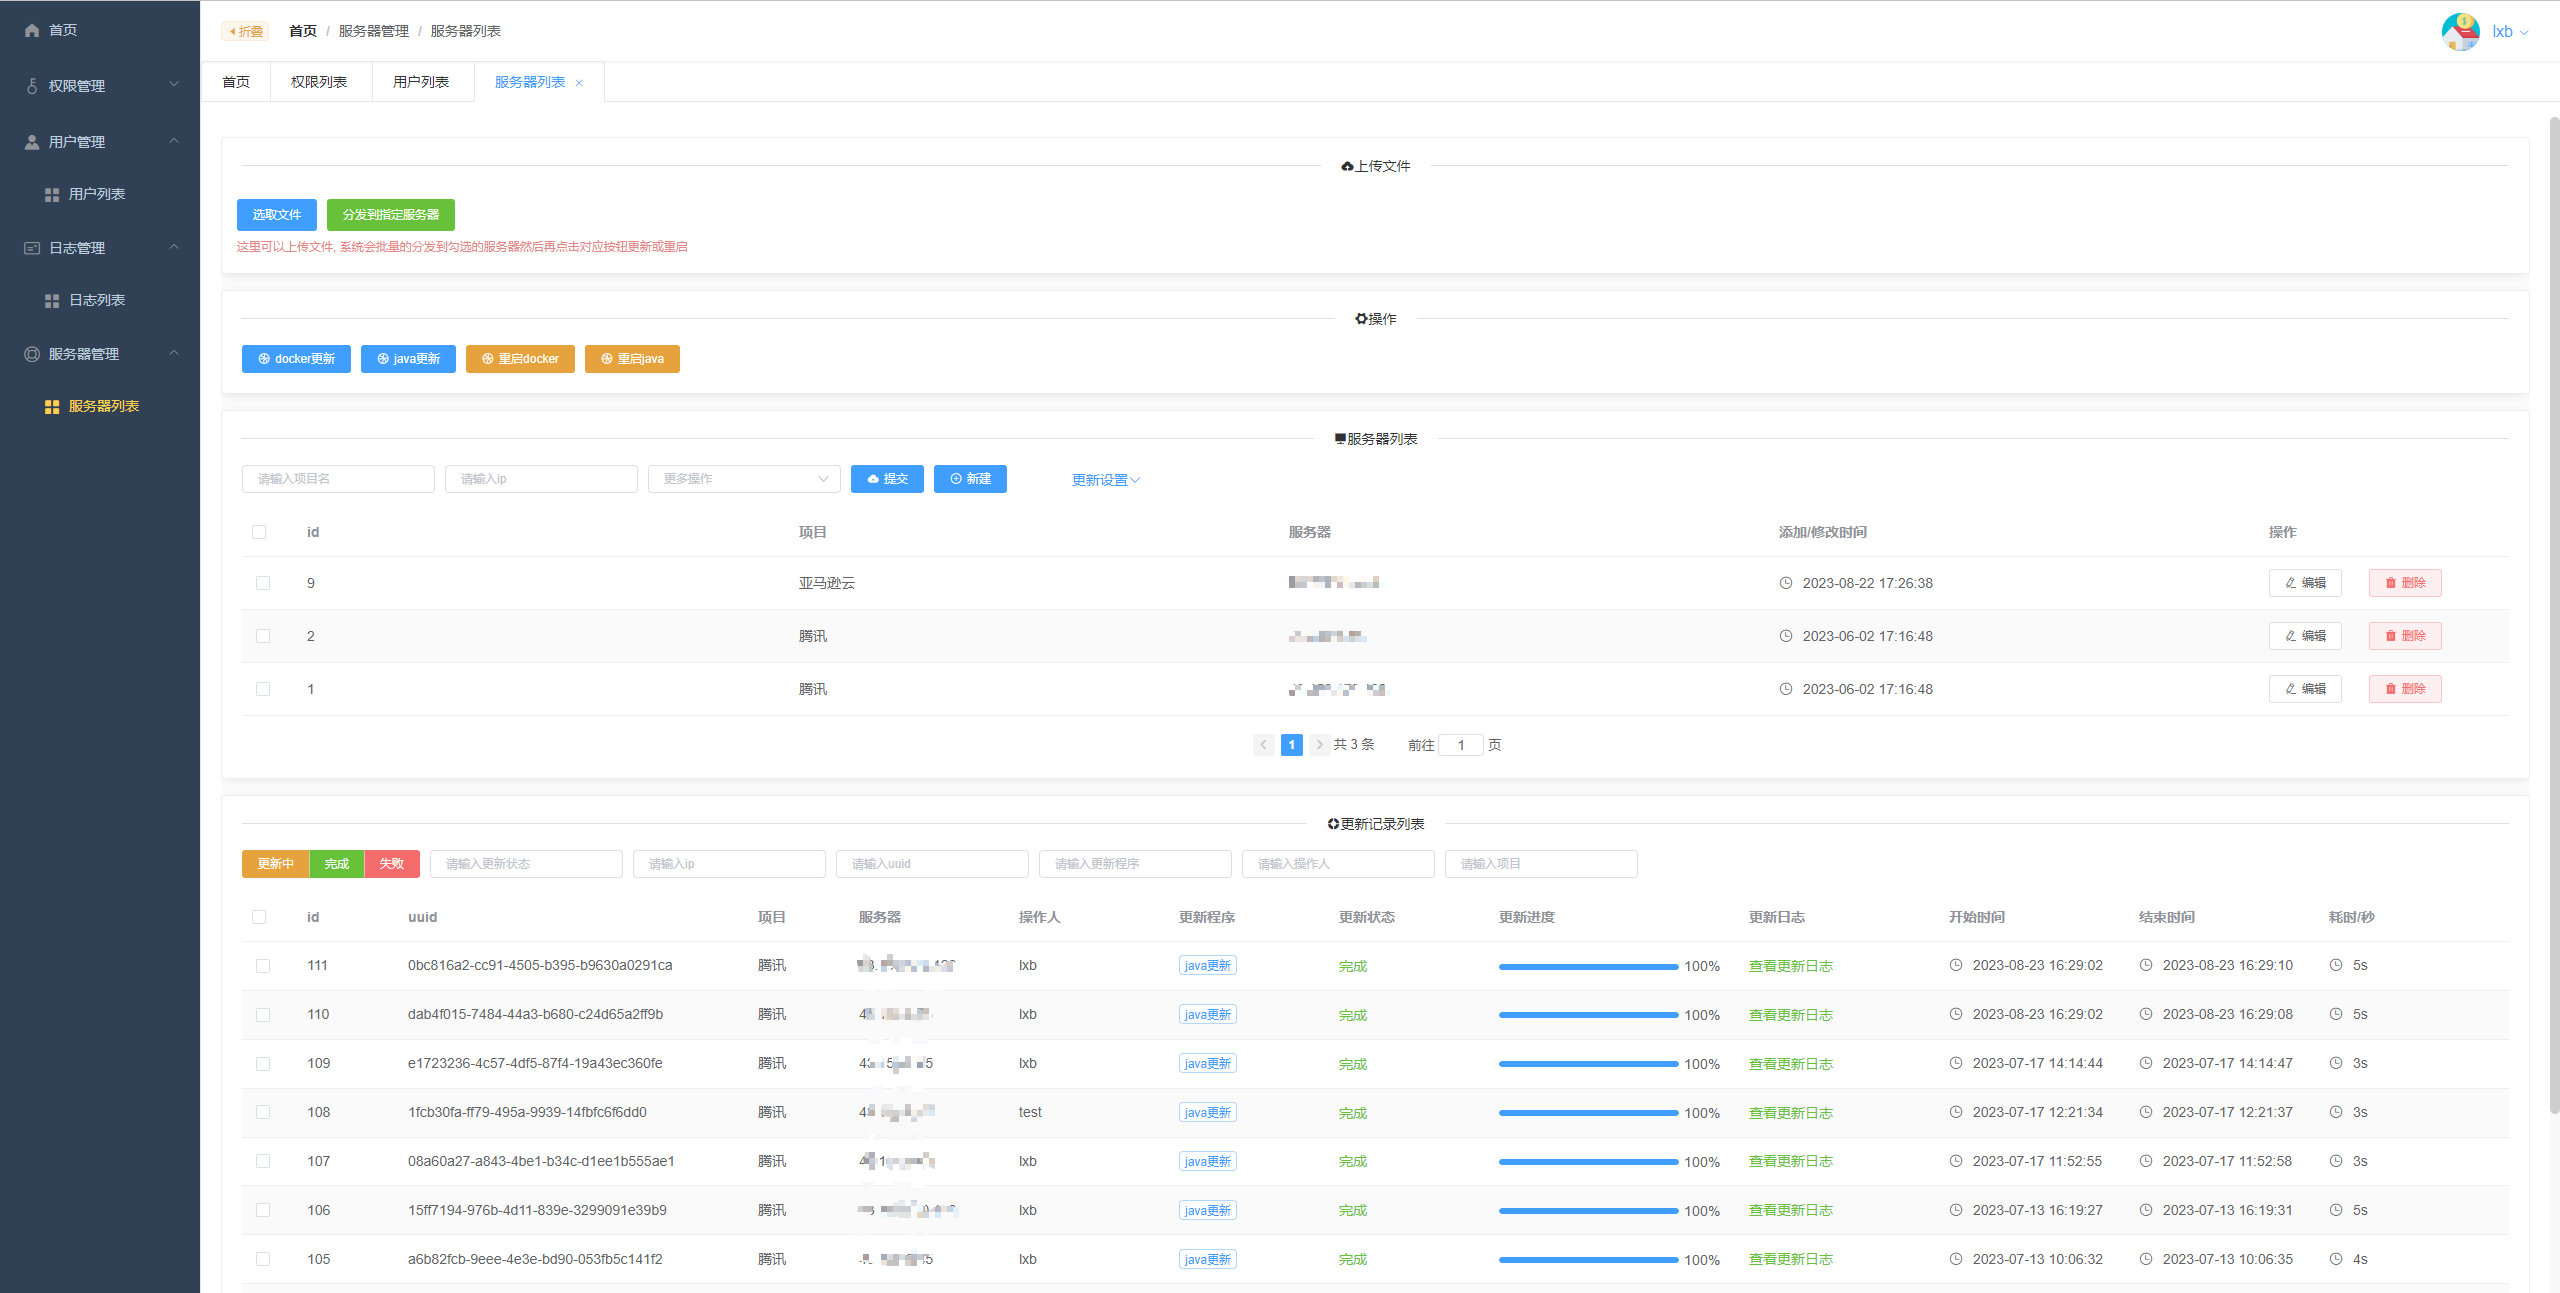 首页
权限管理
用户管理
用户列表
日志管理
日志列表
服务器管理
服务器列表
折叠 首页 / 服务器管理 / 服务器列表
lxb
首页 权限列表 用户列表 服务器列表
上传文件
选取文件 分发到指定服务器
这里可以上传文件, 系统会批量的分发到勾选的服务器然后再点击对应按钮更新或重启
操作
docker更新 java更新 重启docker 重启java
服务器列表
请输入项目名 请输入ip 更多操作 提交 新建 更新设置
id 项目 服务器 添加/修改时间 操作
9 亚马逊云 2023-08-22 17:26:38 编辑 删除
2 腾讯 2023-06-02 17:16:48 编辑 删除
1 腾讯 2023-06-02 17:16:48 编辑 删除
1 共 3 条 前往 1 页
更新记录列表
更新中 完成 失败 请输入更新状态 请输入ip 请输入uuid 请输入更新程序 请输入操作人 请输入项目
id uuid 项目 服务器 操作人 更新程序 更新状态 更新进度 更新日志 开始时间 结束时间 耗时/秒
111 0bc816a2-cc91-4505-b395-b9630a0291ca 腾讯 lxb java更新 完成 100% 查看更新日志 2023-08-23 16:29:02 2023-08-23 16:29:10 5s
110 dab4f015-7484-44a3-b680-c24d65a2ff9b 腾讯 lxb java更新 完成 100% 查看更新日志 2023-08-23 16:29:02 2023-08-23 16:29:08 5s
109 e1723236-4c57-4df5-87f4-19a43ec360fe 腾讯 lxb java更新 完成 100% 查看更新日志 2023-07-17 14:14:44 2023-07-17 14:14:47 3s
108 1fcb30fa-ff79-495a-9939-14fbfc6f6dd0 腾讯 test java更新 完成 100% 查看更新日志 2023-07-17 12:21:34 2023-07-17 12:21:37 3s
107 08a60a27-a843-4be1-b34c-d1ee1b555ae1 腾讯 lxb java更新 完成 100% 查看更新日志 2023-07-17 11:52:55 2023-07-17 11:52:58 3s
106 15ff7194-976b-4d11-839e-3299091e39b9 腾讯 lxb java更新 完成 100% 查看更新日志 2023-07-13 16:19:27 2023-07-13 16:19:31 5s
105 a6b82fcb-9eee-4e3e-bd90-053fb5c141f2 腾讯 lxb java更新 完成 100% 查看更新日志 2023-07-13 10:06:32 2023-07-13 10:06:35 4s